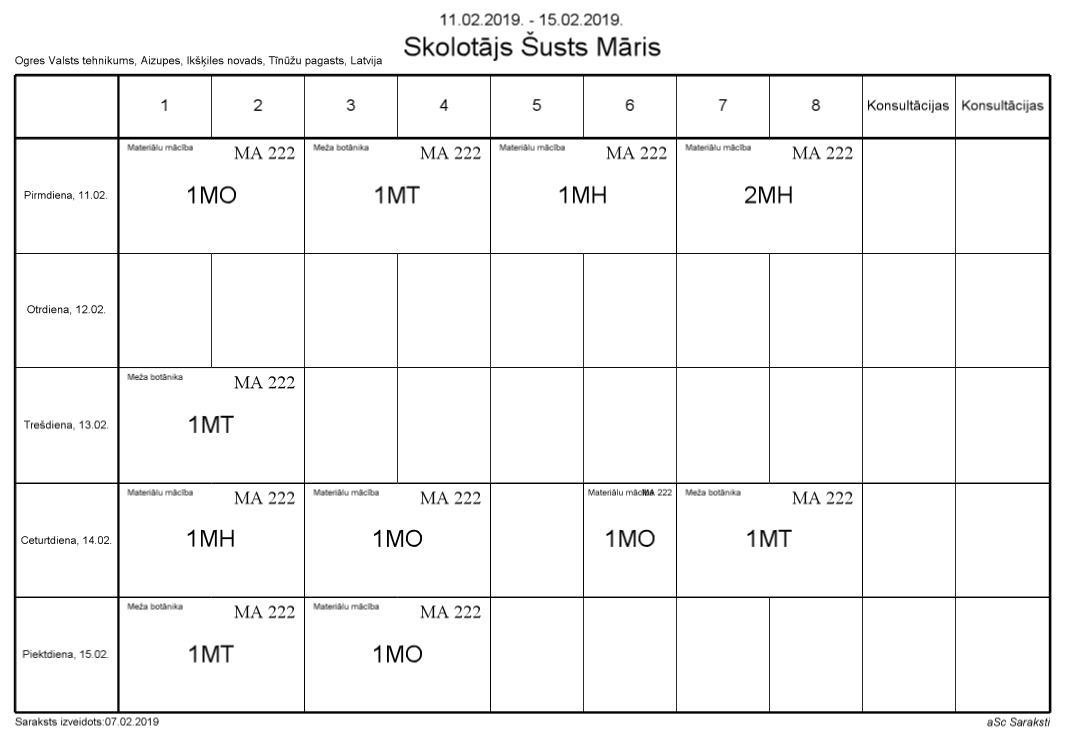 11.02.2019. - 15.02.2019.
Skolotājs Šusts Māris
Ogres Valsts tehnikums, Aizupes, Ikšķiles novads, Tīnūžu pagasts, Latvija
1 2 3 4 5 6 7 8 Konsultācijas Konsultācijas
Materiālu mācība MA 222 Meža botānika MA 222 Materiālu mācība MA 222 Materiālu mācība MA 222
Pirmdiena, 11.02. 1MO 1MT 1MH 2MH
Otrdiena, 12.02.
Meža botānika MA 222
Trešdiena, 13.02. 1MT
Materiālu mācība MA 222 Materiālu mācība MA 222 Materiālu mācība MA 222 Meža botānika MA 222
Ceturtdiena, 14.02. 1MH 1MO 1MO 1MT
Meža botānika MA 222 Materiālu mācība MA 222
Piektdiena, 15.02. 1MT 1MO
Saraksts izveidots:07.02.2019 aSc Saraksti